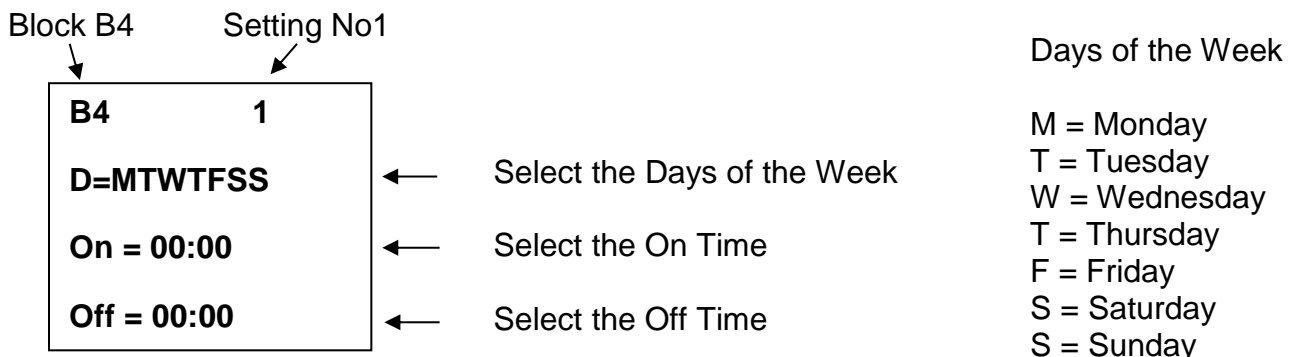 Block B4
Setting No1
B4 1
D=MTWTFSS
On = 00:00
Off = 00:00
Select the Days of the Week
Select the On Time
Select the Off Time
Days of the Week
M = Monday
T = Tuesday
W = Wednesday
T = Thursday
F = Friday
S = Saturday
S = Sunday